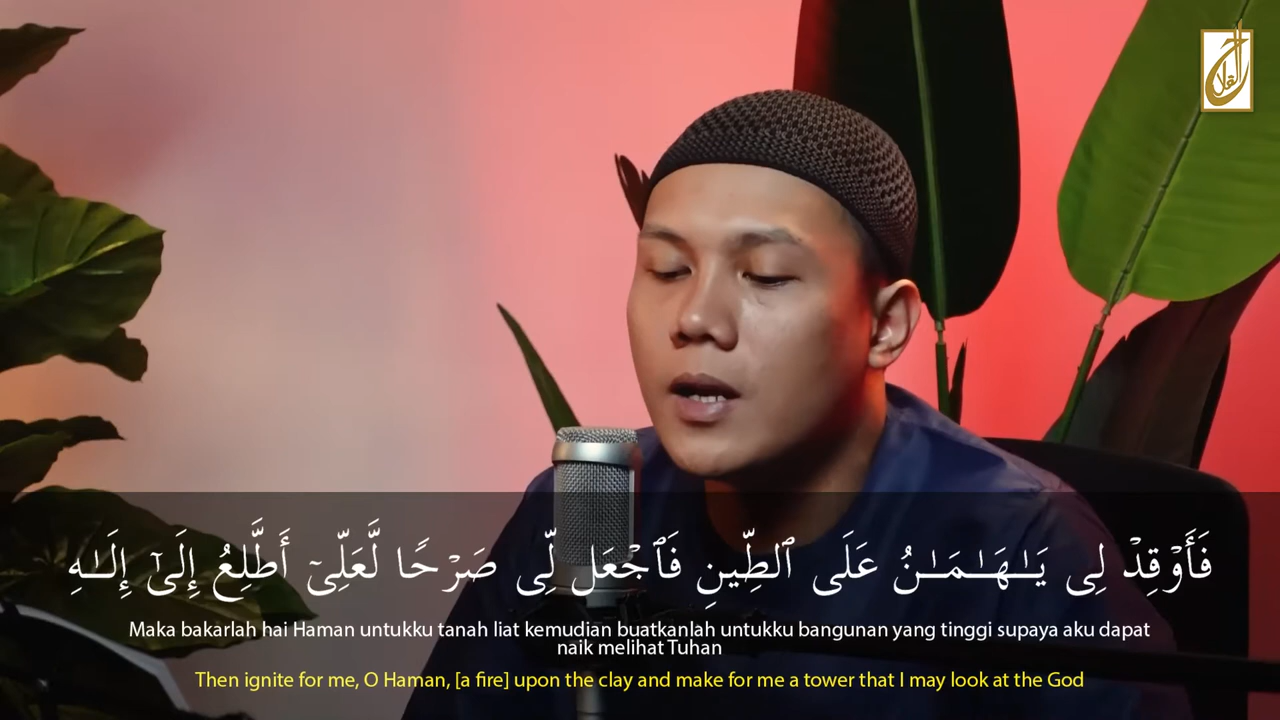 فَأَوْقِدْ لِى يَـٰهَـٰمَـٰنُ عَلَى ٱلطِّينِ فَٱجْعَل لِّى صَرْحًا لَّعَلِّىٓ أَطَّلِعُ إِلَىٰٓ إِلَـٰهِ
Maka bakarlah hai Haman untukku tanah liat kemudian buatkanlah untukku bangunan yang tinggi supaya aku dapat
naik melihat Tuhan
Then ignite for me, O Haman, [a fire] upon the clay and make for me a tower that I may look at the God